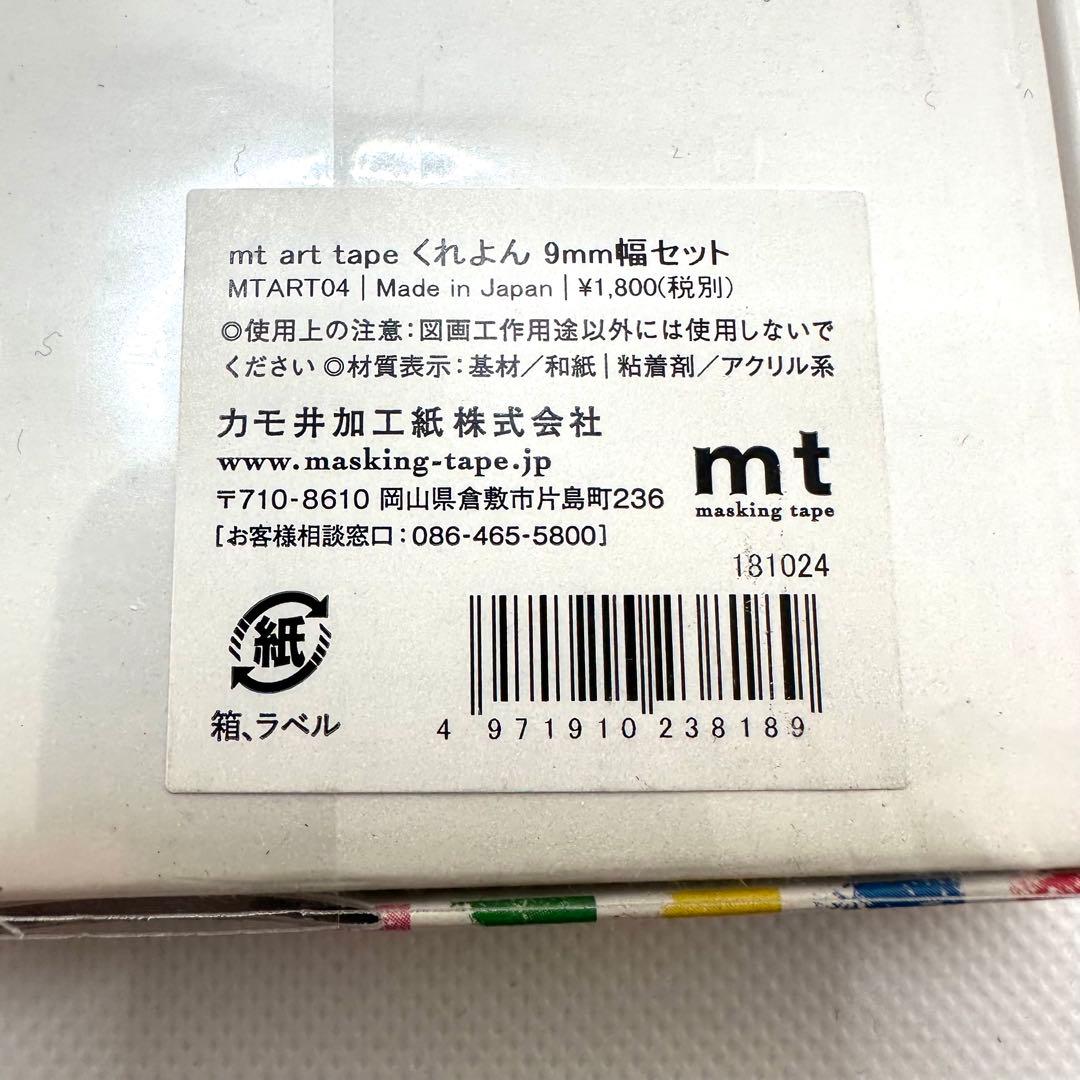 mt art tape くれよん 9mm幅セット
MTART04 | Made in Japan | ¥1,800(税別)
◎使用上の注意:図画工作用途以外には使用しないで
ください ◎材質表示:基材/和紙 | 粘着剤/アクリル系
カモ井加工紙株式会社
www.masking-tape.jp
〒710-8610 岡山県倉敷市片島町236
[お客様相談窓口:086-465-5800]
mt
masking tape
181024
紙
箱、ラベル
4 971910 238189